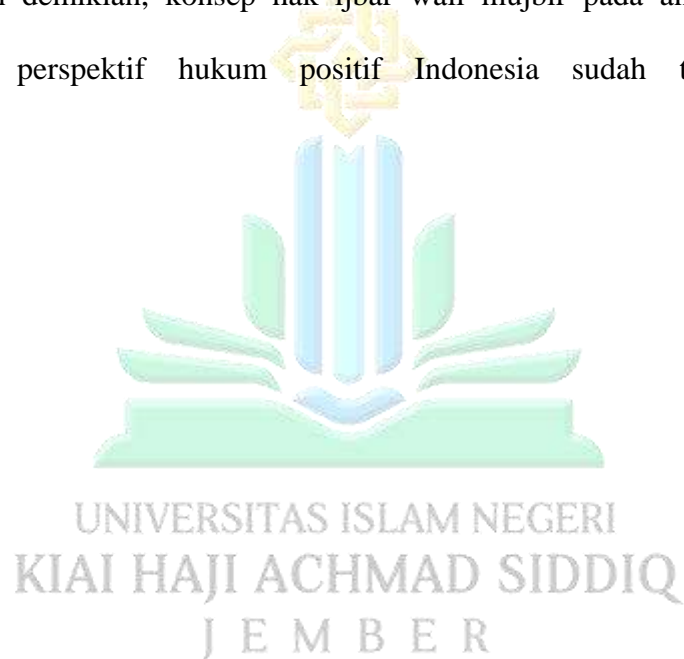 demikian, konsep hak ijbar wali mujbir pada
perspektif hukum positif Indonesia sudah
UNIVERSITAS ISLAM NEGERI
KIAI HAJI ACHMAD SIDDIQ
JEMBER